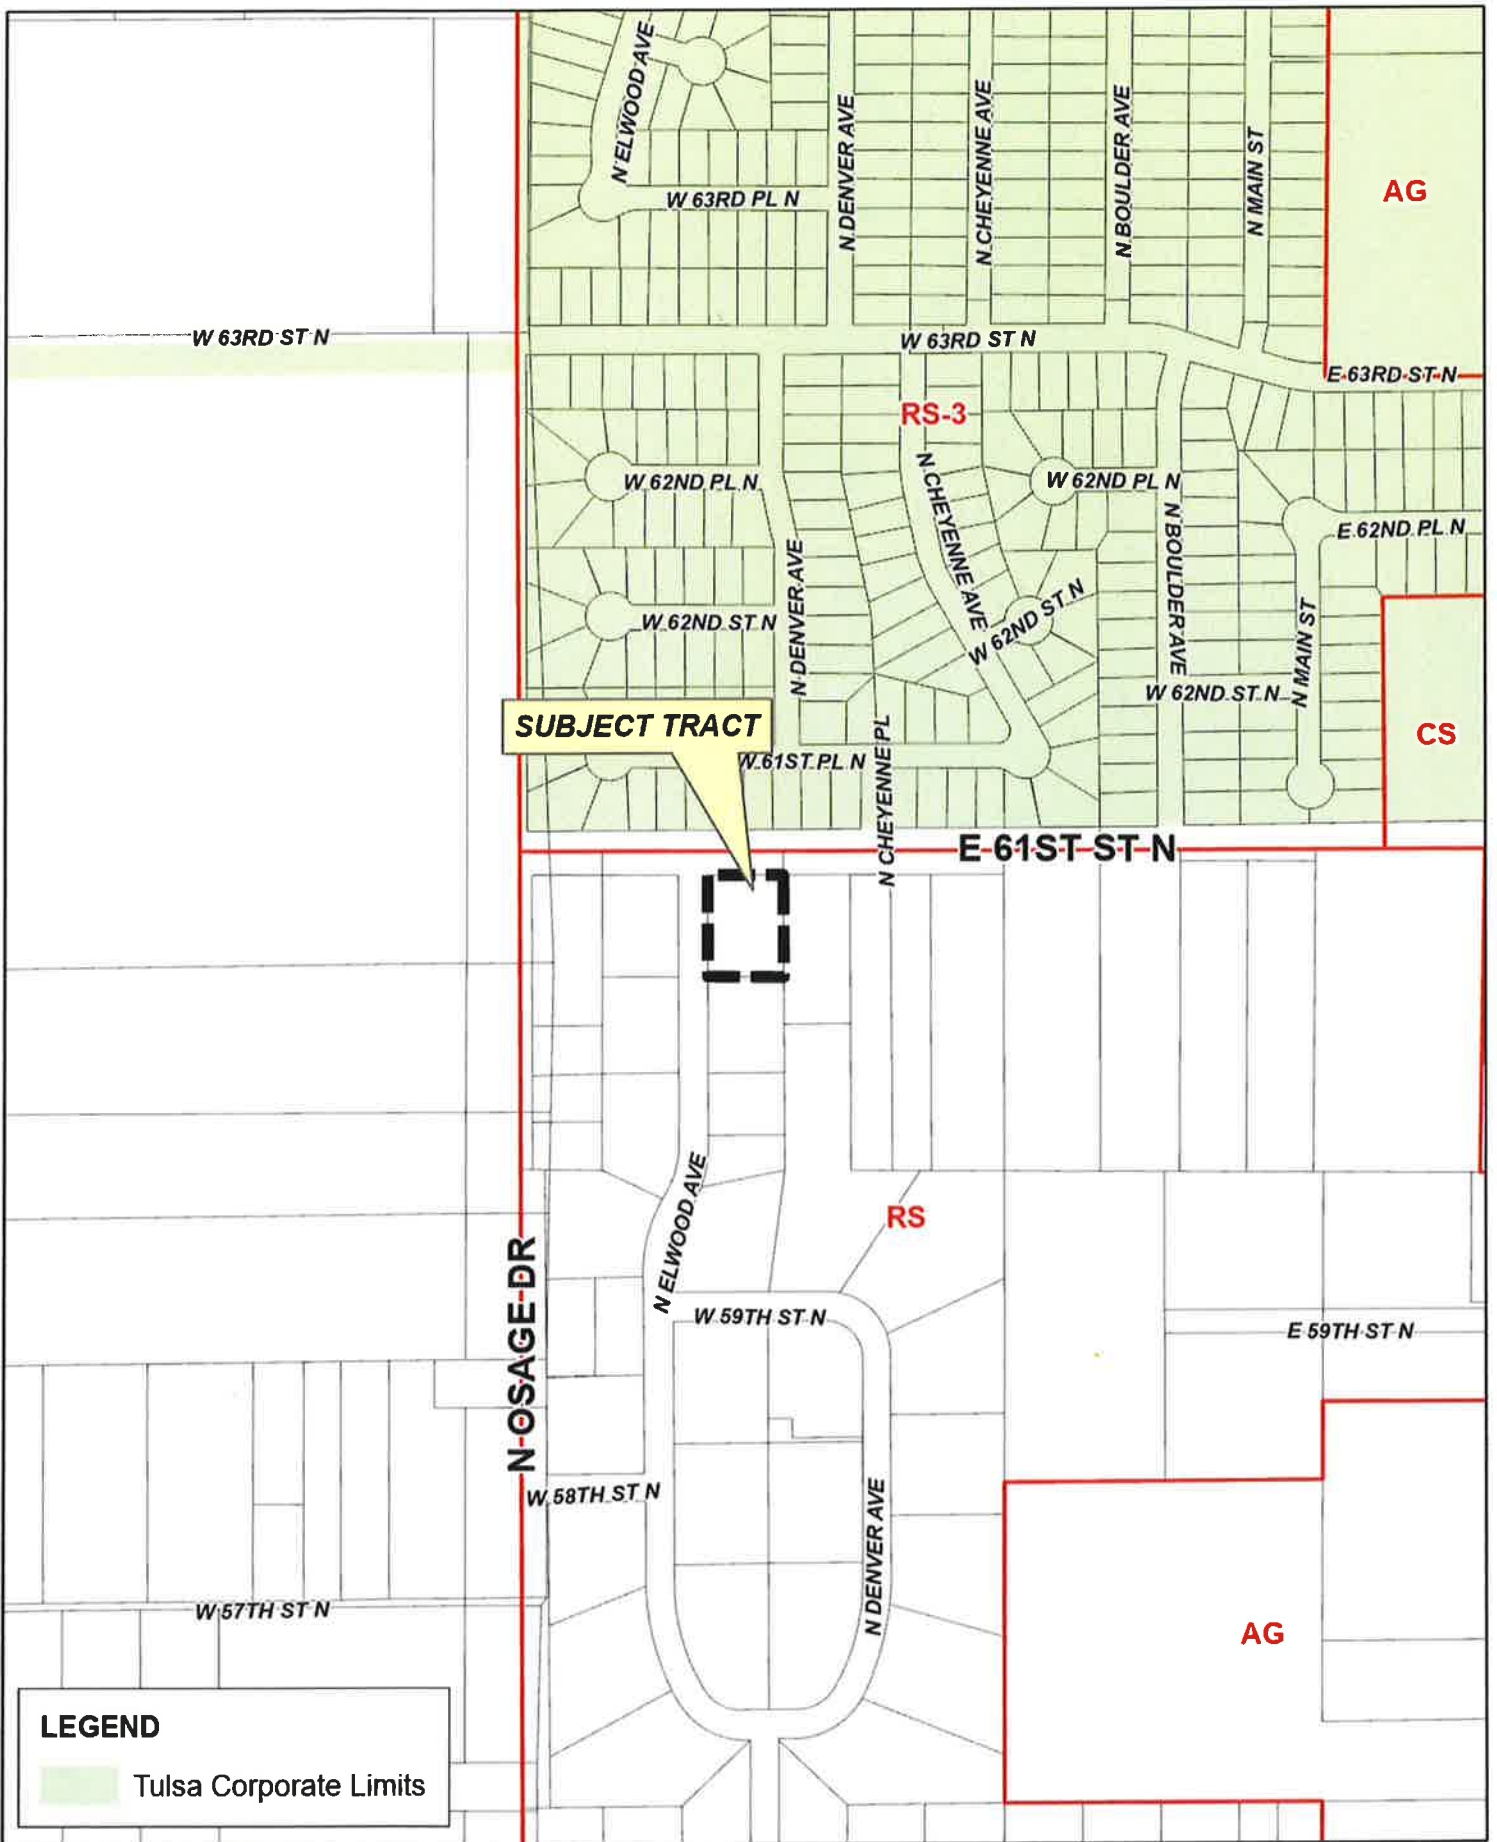 N ELWOOD AVE
W 63RD PL N
N DENVER AVE
N CHEYENNE AVE
N BOULDER AVE
N MAIN ST
AG
W 63RD ST N
W 63RD ST N
E 63RD ST N
RS-3
W 62ND PL N
N CHEYENNE AVE
W 62ND PL N
N BOULDER AVE
E 62ND PL N
W 62ND ST N
N DENVER AVE
W 62ND ST N
W 62ND ST N
N MAIN ST
SUBJECT TRACT
W 61ST PL N
N CHEYENNE PL
CS
E 61ST ST N
N ELWOOD AVE
RS
N OSAGE DR
W 59TH ST N
E 59TH ST N
W 58TH ST N
N DENVER AVE
W 57TH ST N
AG
LEGEND
Tulsa Corporate Limits